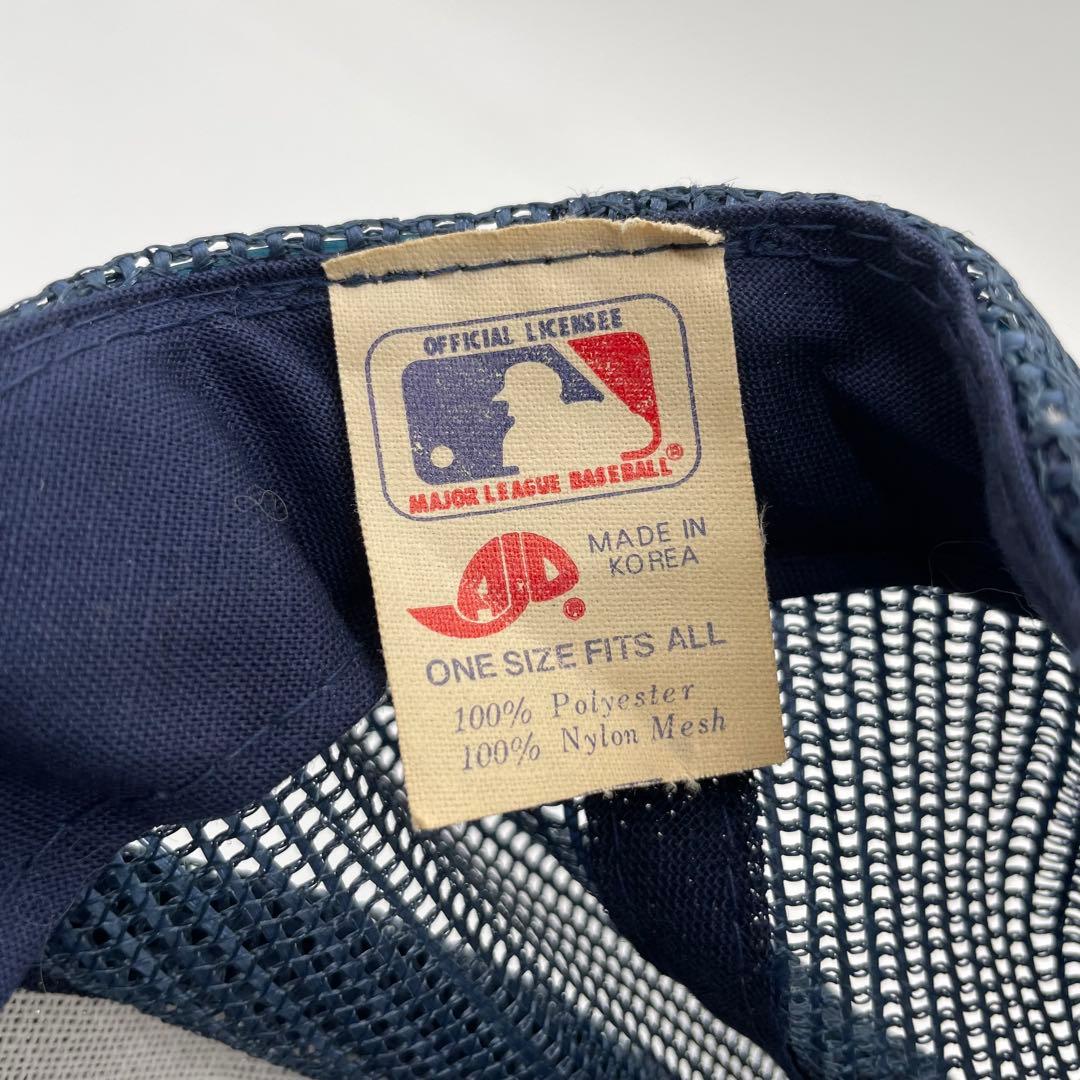 OFFICIAL LICENSEE
MAJOR LEAGUE BASEBALL®
AJD®
MADE IN
KOREA
ONE SIZE FITS ALL
100% Polyester
100% Nylon Mesh